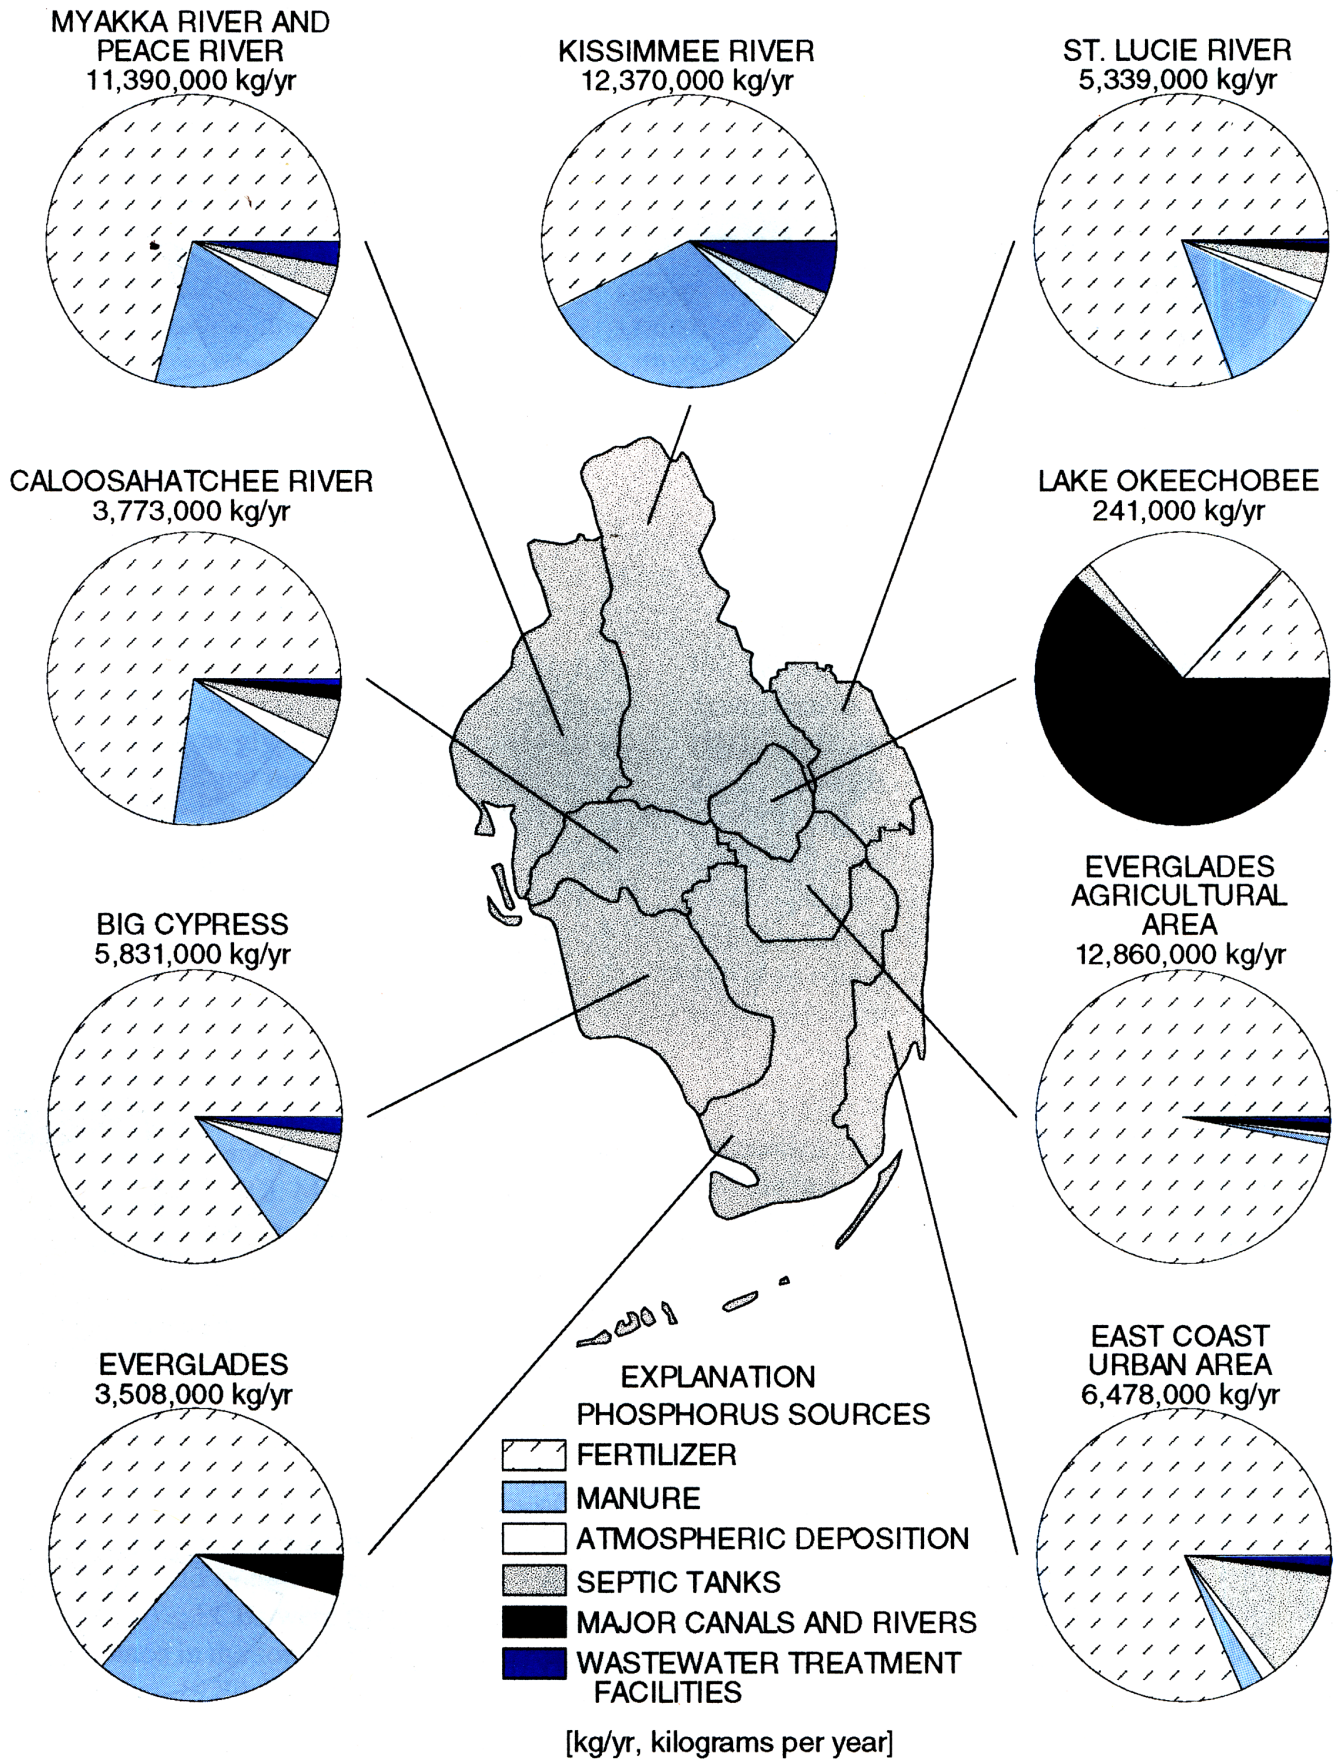 MYAKKA RIVER AND
PEACE RIVER
11,390,000 kg/yr
KISSIMMEE RIVER
12,370,000 kg/yr
ST. LUCIE RIVER
5,339,000 kg/yr
CALOOSAHATCHEE RIVER
3,773,000 kg/yr
LAKE OKEECHOBEE
241,000 kg/yr
BIG CYPRESS
5,831,000 kg/yr
EVERGLADES
AGRICULTURAL
AREA
12,860,000 kg/yr
EVERGLADES
3,508,000 kg/yr
EAST COAST
URBAN AREA
6,478,000 kg/yr
EXPLANATION
PHOSPHORUS SOURCES
FERTILIZER
MANURE
ATMOSPHERIC DEPOSITION
SEPTIC TANKS
MAJOR CANALS AND RIVERS
WASTEWATER TREATMENT
FACILITIES
[kg/yr, kilograms per year]